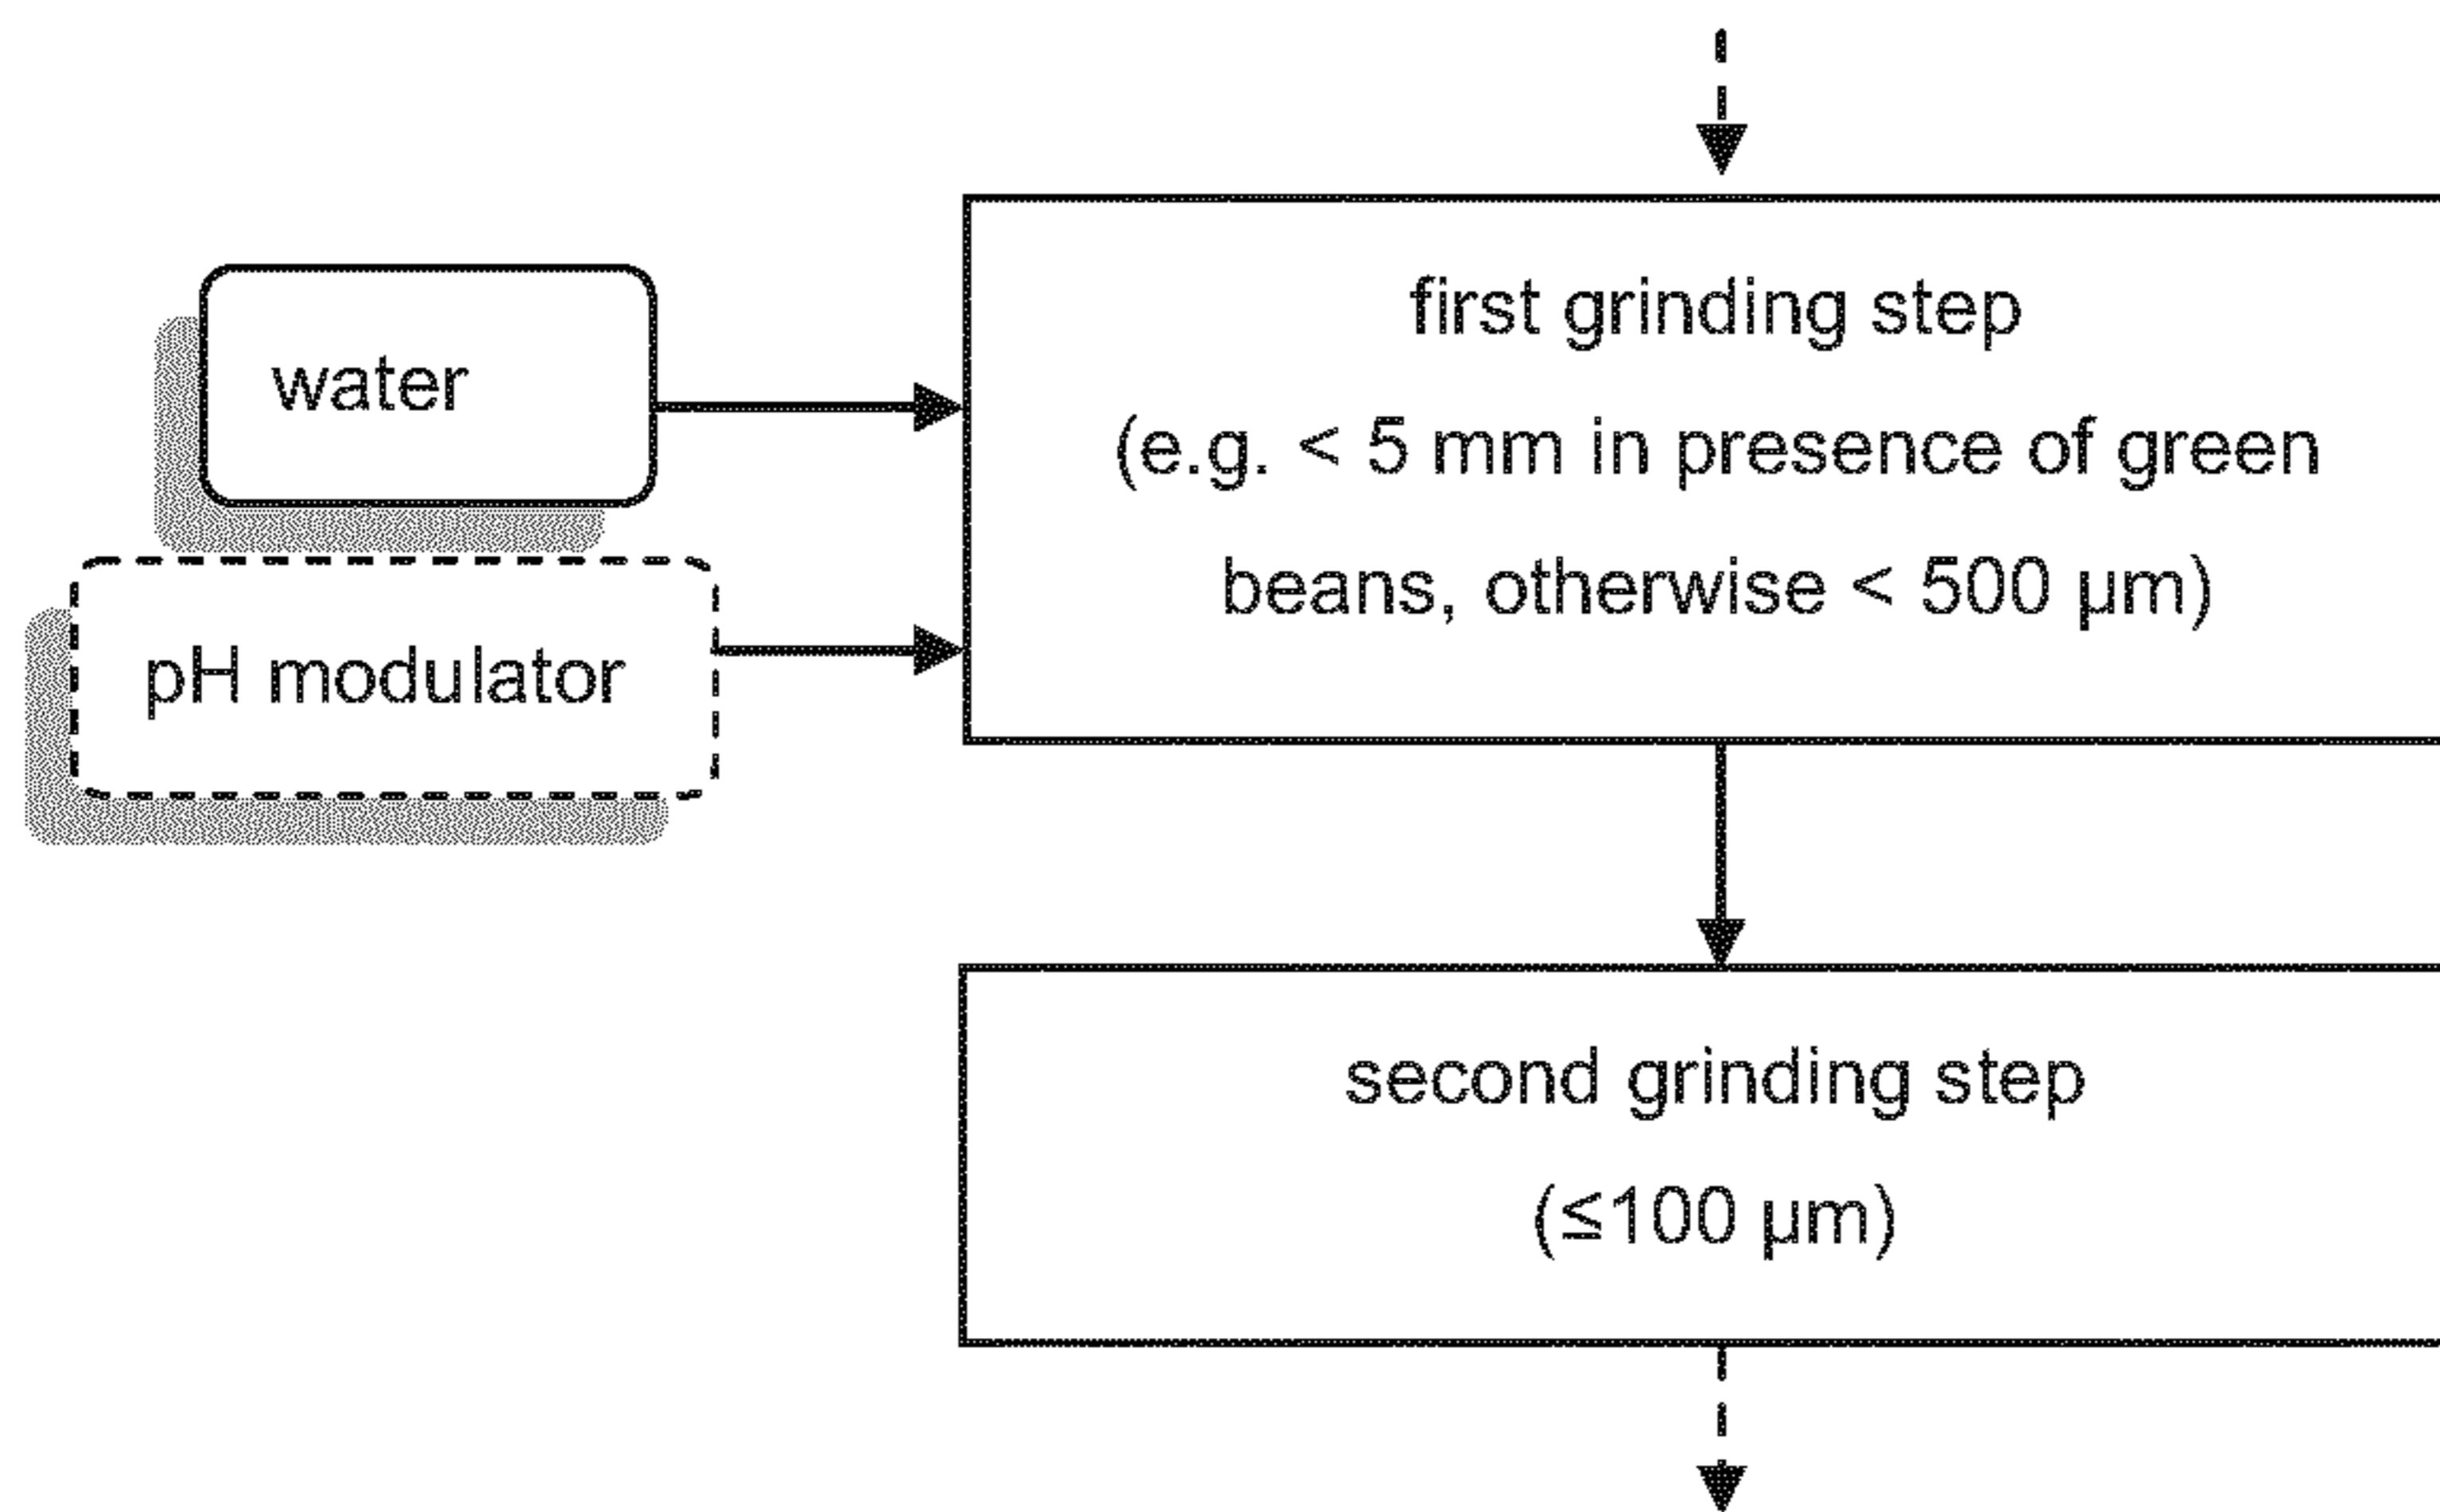 water
pH modulator
first grinding step
(e.g. < 5 mm in presence of green
beans, otherwise < 500 µm)
second grinding step
(≤100 µm)